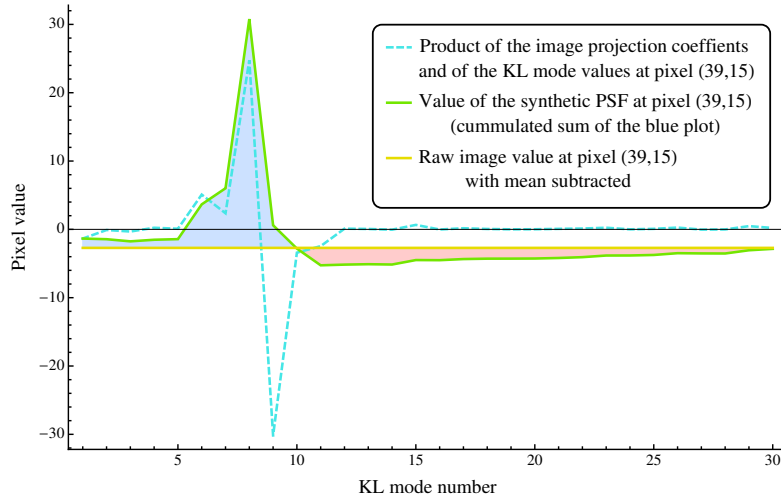 Product of the image projection coeffients
and of the KL mode values at pixel (39,15)
Value of the synthetic PSF at pixel (39,15)
(cummulated sum of the blue plot)
Raw image value at pixel (39,15)
with mean subtracted
Pixel value
30
20
10
0
−10
−20
−30
5
10
15
20
25
30
KL mode number